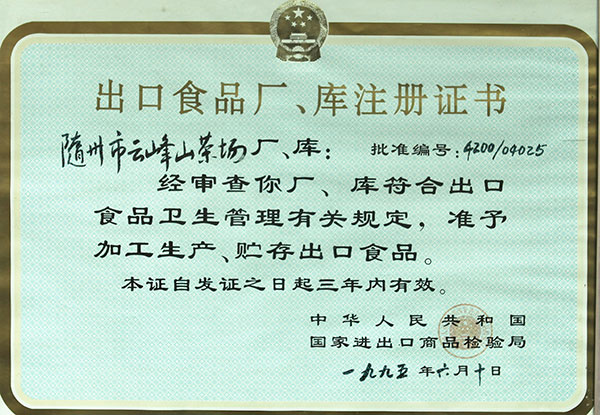 出口食品厂、库注册证书
随州市云峰山茶场厂、库： 批准编号：4200/04025
经审查你厂、库符合出口
食品卫生管理有关规定，准予
加工生产、贮存出口食品。
本证自发证之日起三年内有效。
中华人民共和国
国家进出口商品检验局
一九九五年六月十日